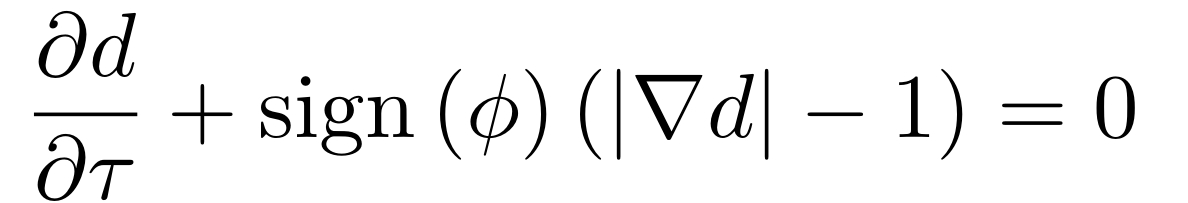 ∂d/∂τ + sign (ϕ) (|∇d| − 1) = 0